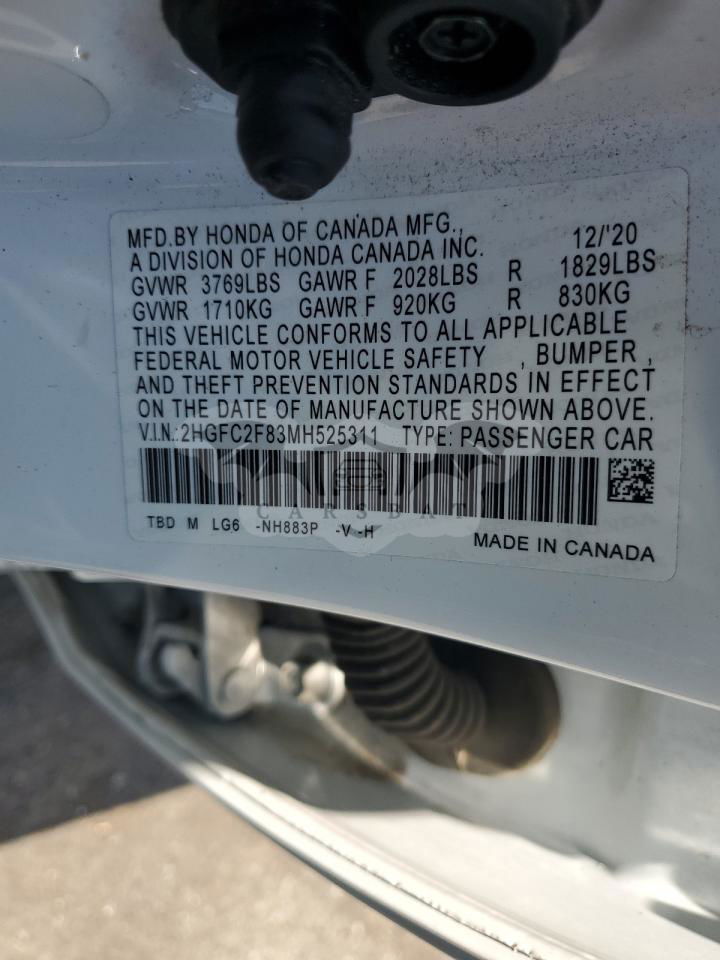 MFD.BY HONDA OF CANADA MFG., 12/'20
A DIVISION OF HONDA CANADA INC.
GVWR 3769LBS GAWR F 2028LBS R 1829LBS
GVWR 1710KG GAWR F 920KG R 830KG
THIS VEHICLE CONFORMS TO ALL APPLICABLE
FEDERAL MOTOR VEHICLE SAFETY , BUMPER ,
AND THEFT PREVENTION STANDARDS IN EFFECT
ON THE DATE OF MANUFACTURE SHOWN ABOVE.
V.I.N.:2HGFC2F83MH525311 TYPE: PASSENGER CAR
CARSBAT
TBD M LG6 -NH883P -V -H
MADE IN CANADA